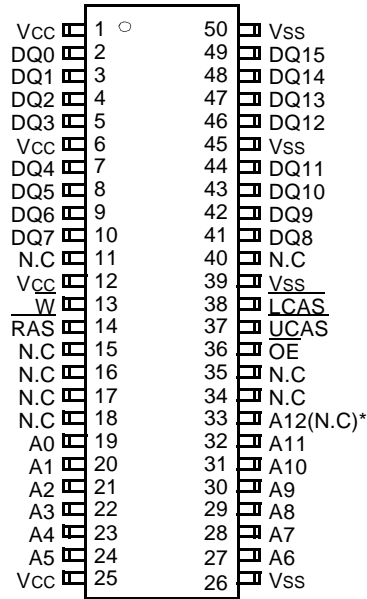 VCC 1 50 VSS
DQ0 2 49 DQ15
DQ1 3 48 DQ14
DQ2 4 47 DQ13
DQ3 5 46 DQ12
VCC 6 45 VSS
DQ4 7 44 DQ11
DQ5 8 43 DQ10
DQ6 9 42 DQ9
DQ7 10 41 DQ8
N.C 11 40 N.C
VCC 12 39 VSS
W 13 38 LCAS
RAS 14 37 UCAS
N.C 15 36 OE
N.C 16 35 N.C
N.C 17 34 N.C
N.C 18 33 A12(N.C)*
A0 19 32 A11
A1 20 31 A10
A2 21 30 A9
A3 22 29 A8
A4 23 28 A7
A5 24 27 A6
VCC 25 26 VSS